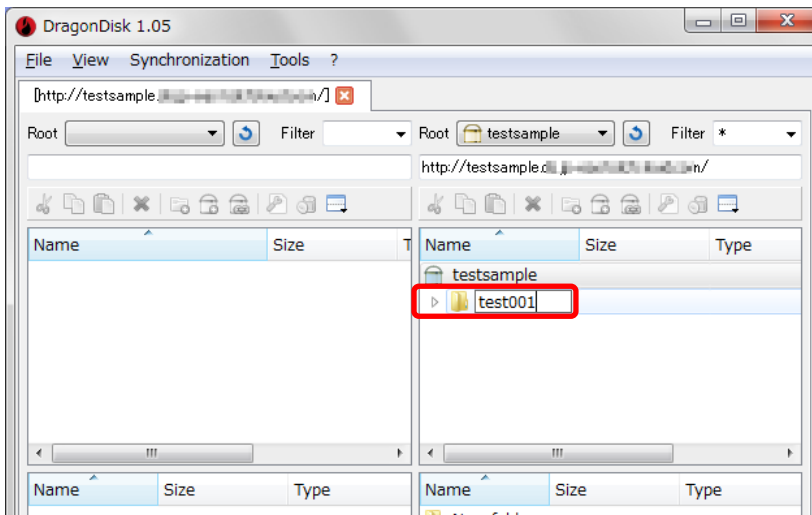 DragonDisk 1.05
File View Synchronization Tools ?
[http://testsample. n/]
Root Filter Root testsample Filter *
http://testsample. n/
Name Size T Name Size Type
testsample
test001
Name Size Type Name Size Type